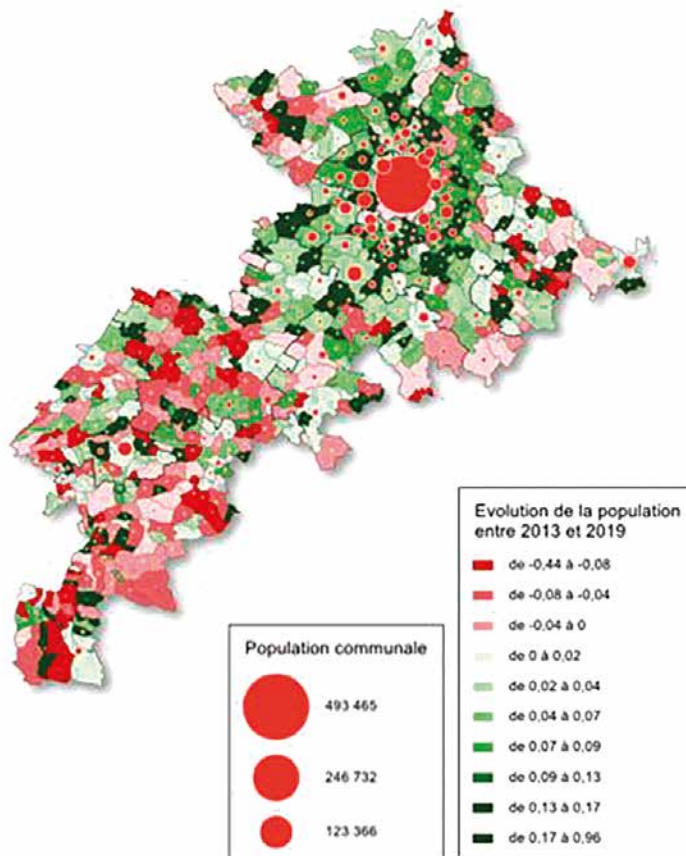 Evolution de la population
entre 2013 et 2019
de -0,44 à -0,08
de -0,08 à -0,04
de -0,04 à 0
de 0 à 0,02
de 0,02 à 0,04
de 0,04 à 0,07
de 0,07 à 0,09
de 0,09 à 0,13
de 0,13 à 0,17
de 0,17 à 0,96
Population communale
493 465
246 732
123 366